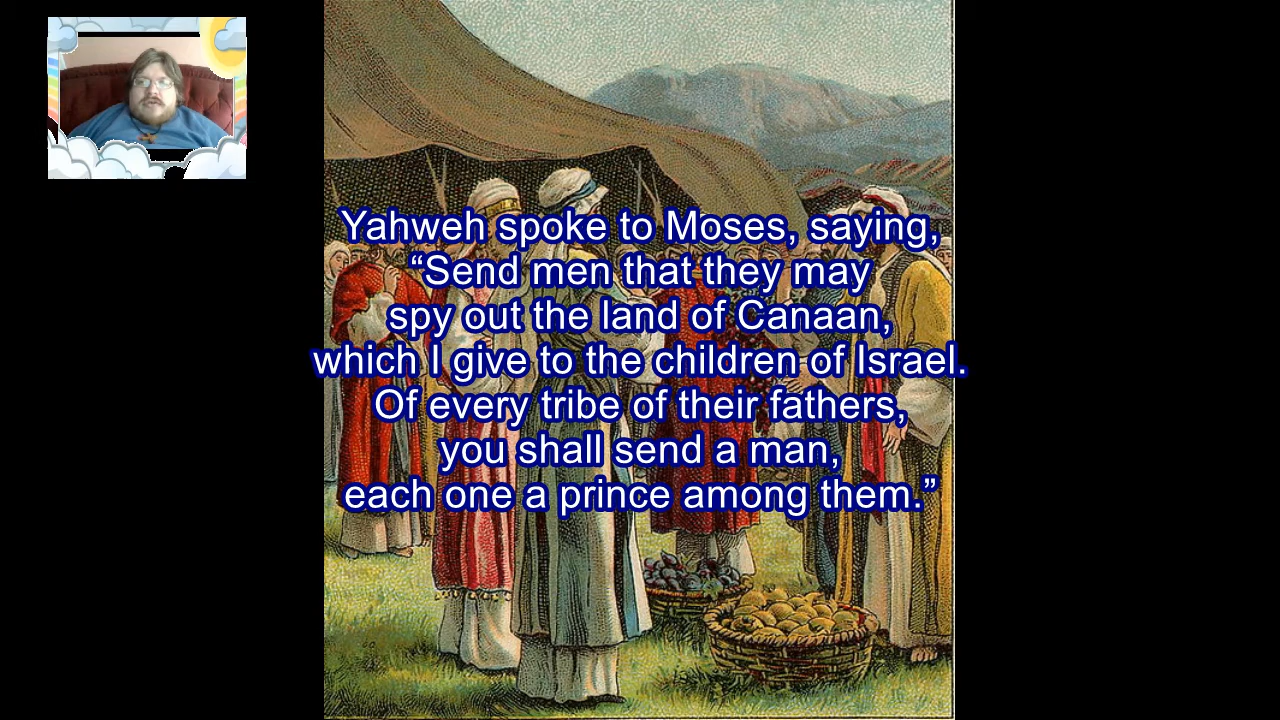 Yahweh spoke to Moses, saying,
“Send men that they may
spy out the land of Canaan,
which I give to the children of Israel.
Of every tribe of their fathers,
you shall send a man,
each one a prince among them.”